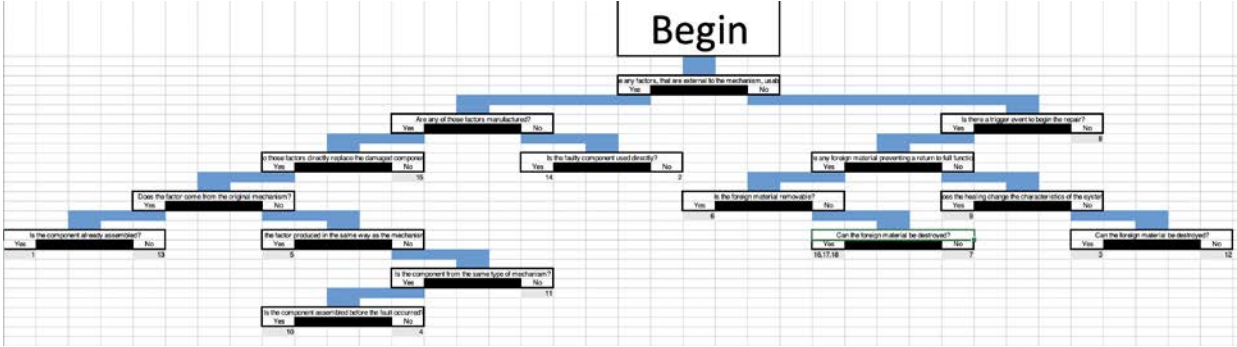 Begin
e any factors, that are external to the mechanism, usab
Yes No
Are any of those factors manufactured?
Yes No
Is there a trigger event to begin the repair?
Yes No
8
o those factors directly replace the damaged componen
Yes No
15
Is the faulty component used directly?
Yes No
14 2
is any foreign material preventing a return to full functio
Yes No
Does the factor come from the original mechanism?
Yes No
Is the foreign material removable?
Yes No
6
oes the healing change the characteristics of the system
Yes No
9
Is the component already assembled?
Yes No
1 13
the factor produced in the same way as the mechanism
Yes No
5
Can the foreign material be destroyed?
Yes No
16,17,18 7
Can the foreign material be destroyed?
Yes No
3 12
Is the component from the same type of mechanism?
Yes No
11
Is the component assembled before the fault occurred?
Yes No
10 4